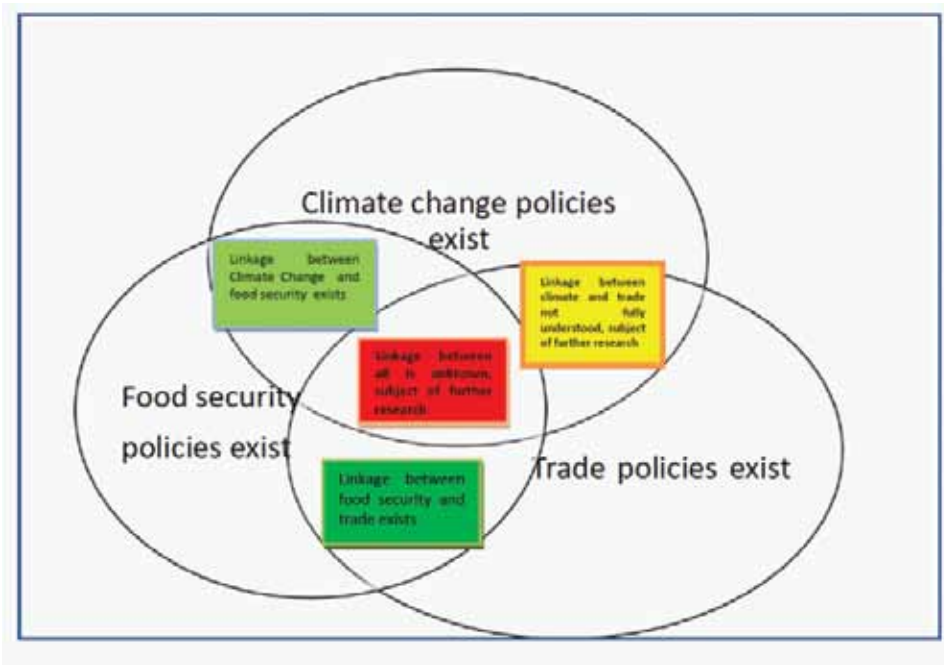 Climate change policies
exist
Linkage between
Climate Change and
food security exists
Linkage between
climate and trade
not fully
understood, subject
of further research
Linkage between
all is unknown,
subject of further
research
Food security
policies exist
Linkage between
food security and
trade exists
Trade policies exist